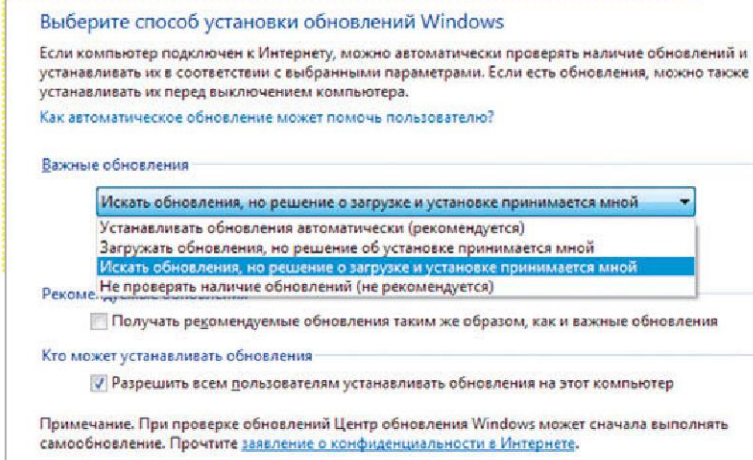 Выберите способ установки обновлений Windows
Если компьютер подключен к Интернету, можно автоматически проверять наличие обновлений и
устанавливать их в соответствии с выбранными параметрами. Если есть обновления, можно также
устанавливать их перед выключением компьютера.
Как автоматическое обновление может помочь пользователю?
Важные обновления
Искать обновления, но решение о загрузке и установке принимается мной
Устанавливать обновления автоматически (рекомендуется)
Загружать обновления, но решение об установке принимается мной
Искать обновления, но решение о загрузке и установке принимается мной
Не проверять наличие обновлений (не рекомендуется)
Рекомендуемые обновления
Получать рекомендуемые обновления таким же образом, как и важные обновления
Кто может устанавливать обновления
Разрешить всем пользователям устанавливать обновления на этот компьютер
Примечание. При проверке обновлений Центр обновления Windows может сначала выполнять
самообновление. Прочтите заявление о конфиденциальности в Интернете.